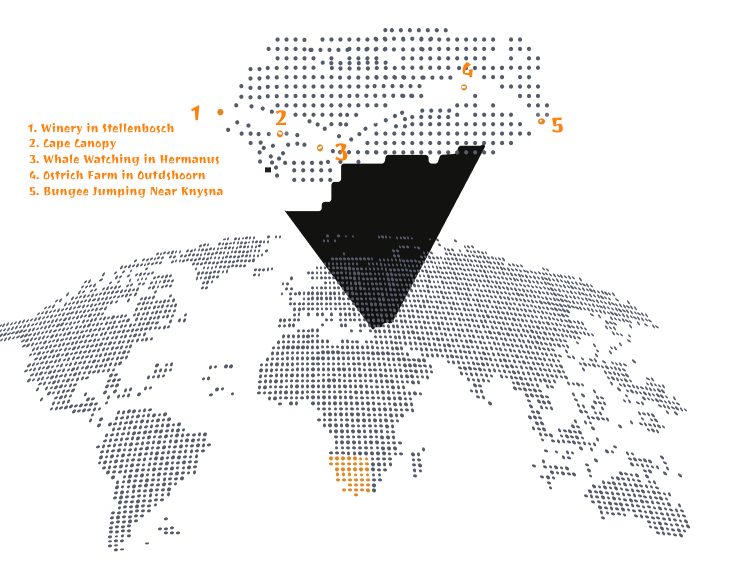 4
1
2
5
3
1. Winery in Stellenbosch
2. Cape Canopy
3. Whale Watching in Hermanus
4. Ostrich Farm in Outdshoorn
5. Bungee Jumping Near Knysna